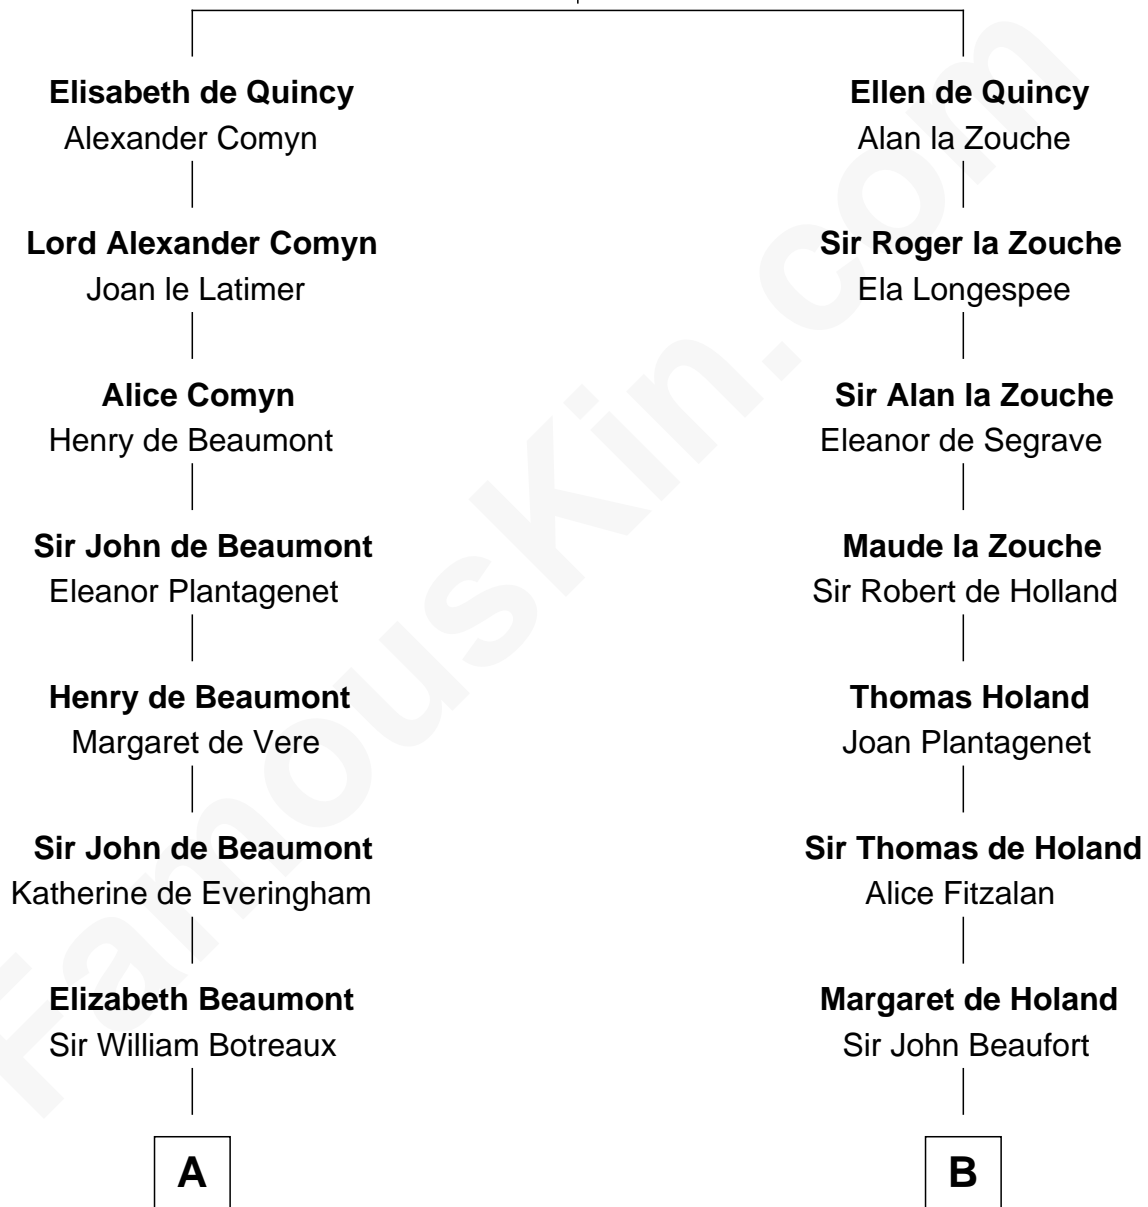 Elisabeth de Quincy
Alexander Comyn
Lord Alexander Comyn
Joan le Latimer
Alice Comyn
Henry de Beaumont
Sir John de Beaumont
Eleanor Plantagenet
Henry de Beaumont
Margaret de Vere
Sir John de Beaumont
Katherine de Everingham
Elizabeth Beaumont
Sir William Botreaux
A
Ellen de Quincy
Alan la Zouche
Sir Roger la Zouche
Ela Longespee
Sir Alan la Zouche
Eleanor de Segrave
Maude la Zouche
Sir Robert de Holland
Thomas Holand
Joan Plantagenet
Sir Thomas de Holand
Alice Fitzalan
Margaret de Holand
Sir John Beaufort
B
FamousKin.com